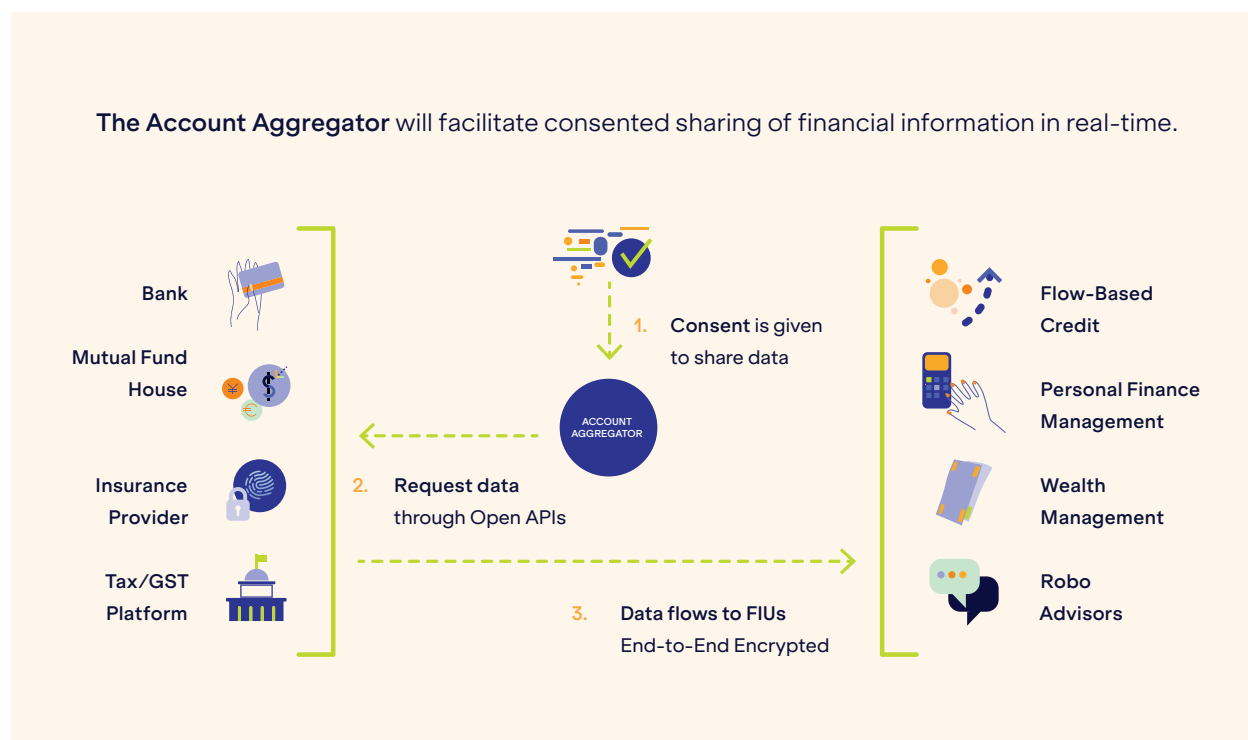 The Account Aggregator will facilitate consented sharing of financial information in real-time.
Bank
Mutual Fund
House
Insurance
Provider
Tax/GST
Platform
1. Consent is given
to share data
ACCOUNT
AGGREGATOR
2. Request data
through Open APIs
3. Data flows to FIUs
End-to-End Encrypted
Flow-Based
Credit
Personal Finance
Management
Wealth
Management
Robo
Advisors